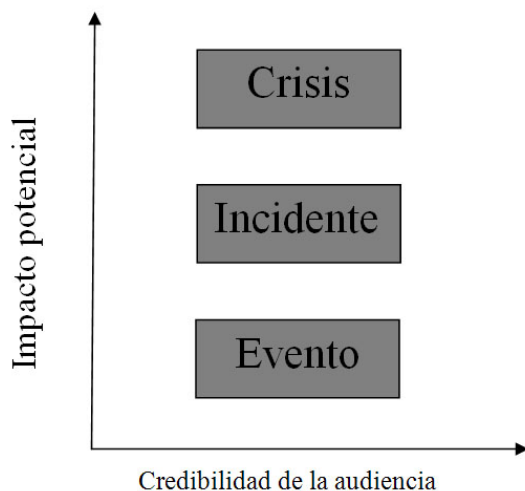 Crisis
Incidente
Evento
Impacto potencial
Credibilidad de la audiencia